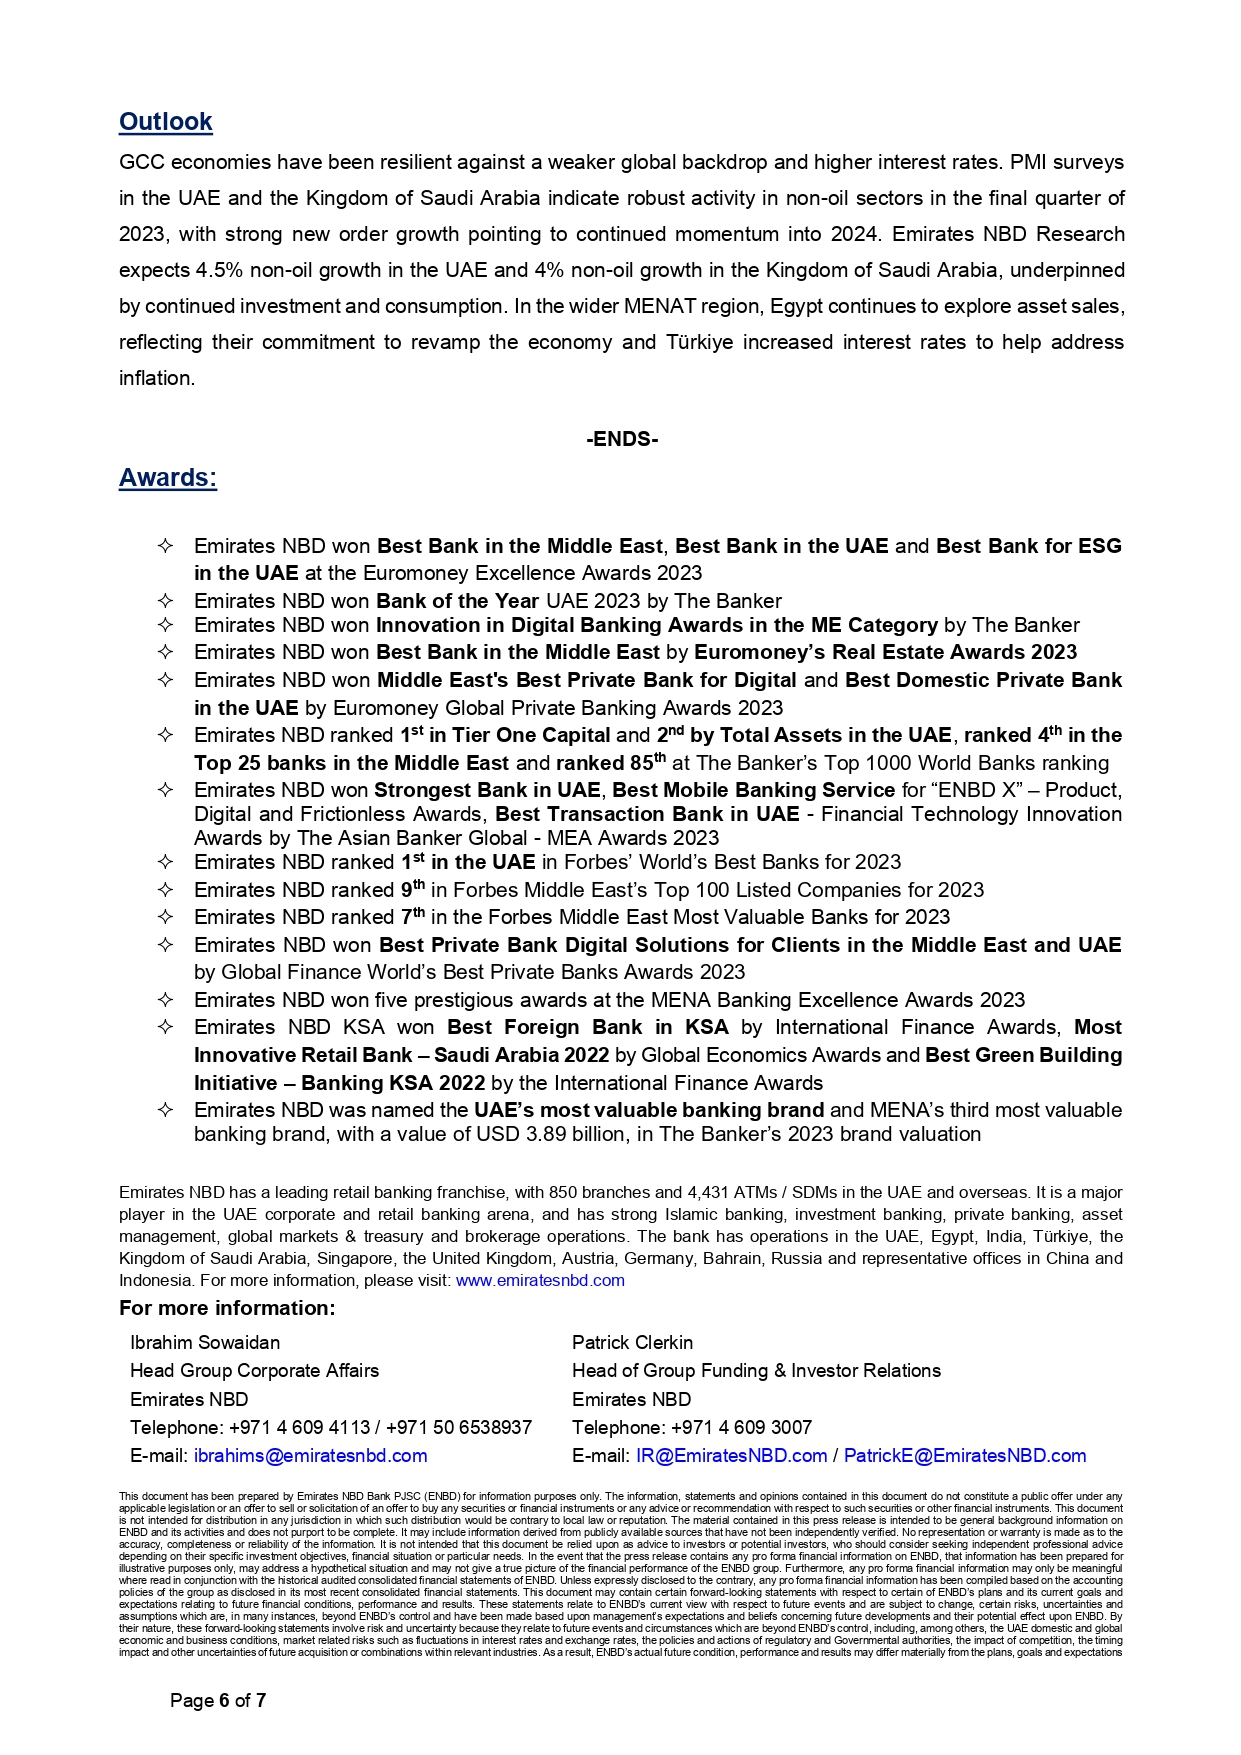 Outlook
GCC economies have been resilient against a weaker global backdrop and higher interest rates. PMI surveys
in the UAE and the Kingdom of Saudi Arabia indicate robust activity in non-oil sectors in the final quarter of
2023, with strong new order growth pointing to continued momentum into 2024. Emirates NBD Research
expects 4.5% non-oil growth in the UAE and 4% non-oil growth in the Kingdom of Saudi Arabia, underpinned
by continued investment and consumption. In the wider MENAT region, Egypt continues to explore asset sales,
reflecting their commitment to revamp the economy and Türkiye increased interest rates to help address
inflation.
-ENDS-
Awards:
✧ Emirates NBD won Best Bank in the Middle East, Best Bank in the UAE and Best Bank for ESG
in the UAE at the Euromoney Excellence Awards 2023
✧ Emirates NBD won Bank of the Year UAE 2023 by The Banker
✧ Emirates NBD won Innovation in Digital Banking Awards in the ME Category by The Banker
✧ Emirates NBD won Best Bank in the Middle East by Euromoney’s Real Estate Awards 2023
✧ Emirates NBD won Middle East's Best Private Bank for Digital and Best Domestic Private Bank
in the UAE by Euromoney Global Private Banking Awards 2023
✧ Emirates NBD ranked 1st in Tier One Capital and 2nd by Total Assets in the UAE, ranked 4th in the
Top 25 banks in the Middle East and ranked 85th at The Banker’s Top 1000 World Banks ranking
✧ Emirates NBD won Strongest Bank in UAE, Best Mobile Banking Service for “ENBD X” – Product,
Digital and Frictionless Awards, Best Transaction Bank in UAE - Financial Technology Innovation
Awards by The Asian Banker Global - MEA Awards 2023
✧ Emirates NBD ranked 1st in the UAE in Forbes’ World’s Best Banks for 2023
✧ Emirates NBD ranked 9th in Forbes Middle East’s Top 100 Listed Companies for 2023
✧ Emirates NBD ranked 7th in the Forbes Middle East Most Valuable Banks for 2023
✧ Emirates NBD won Best Private Bank Digital Solutions for Clients in the Middle East and UAE
by Global Finance World’s Best Private Banks Awards 2023
✧ Emirates NBD won five prestigious awards at the MENA Banking Excellence Awards 2023
✧ Emirates NBD KSA won Best Foreign Bank in KSA by International Finance Awards, Most
Innovative Retail Bank – Saudi Arabia 2022 by Global Economics Awards and Best Green Building
Initiative – Banking KSA 2022 by the International Finance Awards
✧ Emirates NBD was named the UAE’s most valuable banking brand and MENA’s third most valuable
banking brand, with a value of USD 3.89 billion, in The Banker’s 2023 brand valuation
Emirates NBD has a leading retail banking franchise, with 850 branches and 4,431 ATMs / SDMs in the UAE and overseas. It is a major
player in the UAE corporate and retail banking arena, and has strong Islamic banking, investment banking, private banking, asset
management, global markets & treasury and brokerage operations. The bank has operations in the UAE, Egypt, India, Türkiye, the
Kingdom of Saudi Arabia, Singapore, the United Kingdom, Austria, Germany, Bahrain, Russia and representative offices in China and
Indonesia. For more information, please visit: www.emiratesnbd.com
For more information:
Ibrahim Sowaidan
Head Group Corporate Affairs
Emirates NBD
Telephone: +971 4 609 4113 / +971 50 6538937
E-mail: ibrahims@emiratesnbd.com
Patrick Clerkin
Head of Group Funding & Investor Relations
Emirates NBD
Telephone: +971 4 609 3007
E-mail: IR@EmiratesNBD.com / PatrickE@EmiratesNBD.com
This document has been prepared by Emirates NBD Bank PJSC (ENBD) for information purposes only. The information, statements and opinions contained in this document do not constitute a public offer under any
applicable legislation or an offer to sell or solicitation of an offer to buy any securities or financial instruments or any advice or recommendation with respect to such securities or other financial instruments. This document
is not intended for distribution in any jurisdiction in which such distribution would be contrary to local law or reputation. The material contained in this press release is intended to be general background information on
ENBD and its activities and does not purport to be complete. It may include information derived from publicly available sources that have not been independently verified. No representation or warranty is made as to the
accuracy, completeness or reliability of the information. It is not intended that this document be relied upon as advice to investors or potential investors, who should consider seeking independent professional advice
depending on their specific investment objectives, financial situation or particular needs. In the event that the press release contains any pro forma financial information on ENBD, that information has been prepared for
illustrative purposes only, may address a hypothetical situation and may not give a true picture of the financial performance of the ENBD group. Furthermore, any pro forma financial information may only be meaningful
where read in conjunction with the historical audited consolidated financial statements of ENBD. Unless expressly disclosed to the contrary, any pro forma financial information has been compiled based on the accounting
policies of the group as disclosed in its most recent consolidated financial statements. This document may contain certain forward-looking statements with respect to certain of ENBD’s plans and its current goals and
expectations relating to future financial conditions, performance and results. These statements relate to ENBD’s current view with respect to future events and are subject to change, certain risks, uncertainties and
assumptions which are, in many instances, beyond ENBD’s control and have been made based upon management’s expectations and beliefs concerning future developments and their potential effect upon ENBD. By
their nature, these forward-looking statements involve risk and uncertainty because they relate to future events and circumstances which are beyond ENBD’s control, including, among others, the UAE domestic and global
economic and business conditions, market related risks such as fluctuations in interest rates and exchange rates, the policies and actions of regulatory and Governmental authorities, the impact of competition, the timing
impact and other uncertainties of future acquisition or combinations within relevant industries. As a result, ENBD’s actual future condition, performance and results may differ materially from the plans, goals and expectations
Page 6 of 7